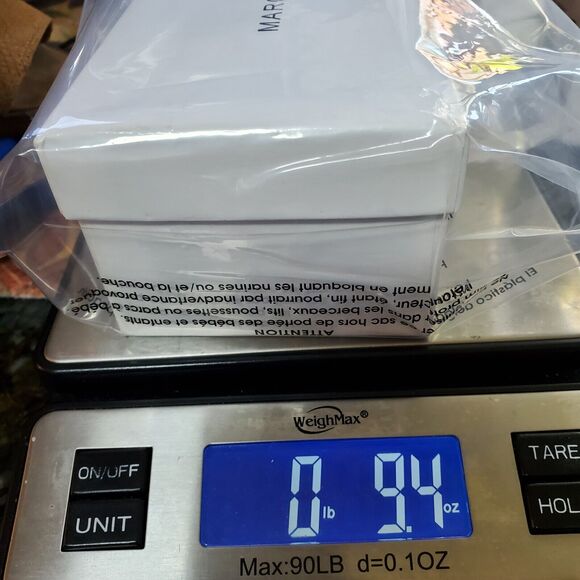 MARC
ment en bloquant les narines ou/et la bouche
étant fin, pourrait par inadvertance
dans les berceaux, lits, poussettes ou parcs à bébé
sac hors de portée des bébés et enfants
ATTENTION
El plástico
WeighMax®
ON/OFF
UNIT
0 lb 9.4 oz
TARE
HOL
Max:90LB d=0.1OZ